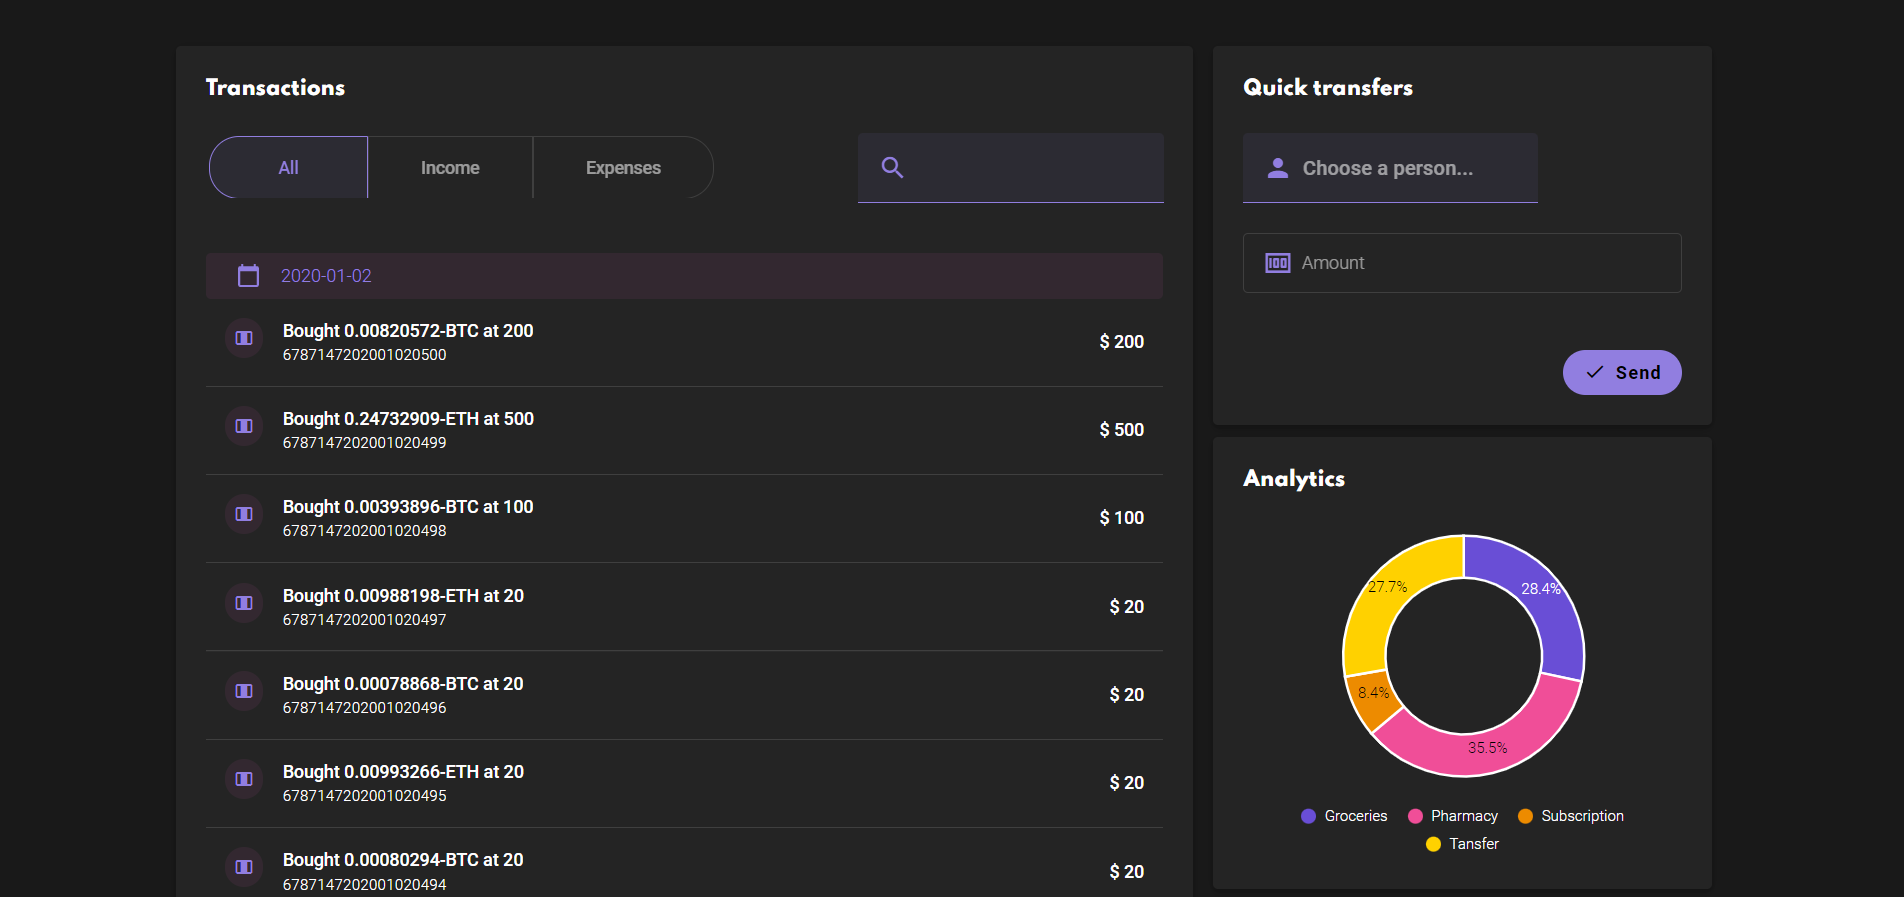 Transactions
All
Income
Expenses
2020-01-02
Bought 0.00820572-BTC at 200
6787147202001020500
$ 200
Bought 0.24732909-ETH at 500
6787147202001020499
$ 500
Bought 0.00393896-BTC at 100
6787147202001020498
$ 100
Bought 0.00988198-ETH at 20
6787147202001020497
$ 20
Bought 0.00078868-BTC at 20
6787147202001020496
$ 20
Bought 0.00993266-ETH at 20
6787147202001020495
$ 20
Bought 0.00080294-BTC at 20
6787147202001020494
$ 20
Quick transfers
Choose a person...
100
Amount
Send
Analytics
27.7%
28.4%
8.4%
35.5%
Groceries
Pharmacy
Subscription
Tansfer